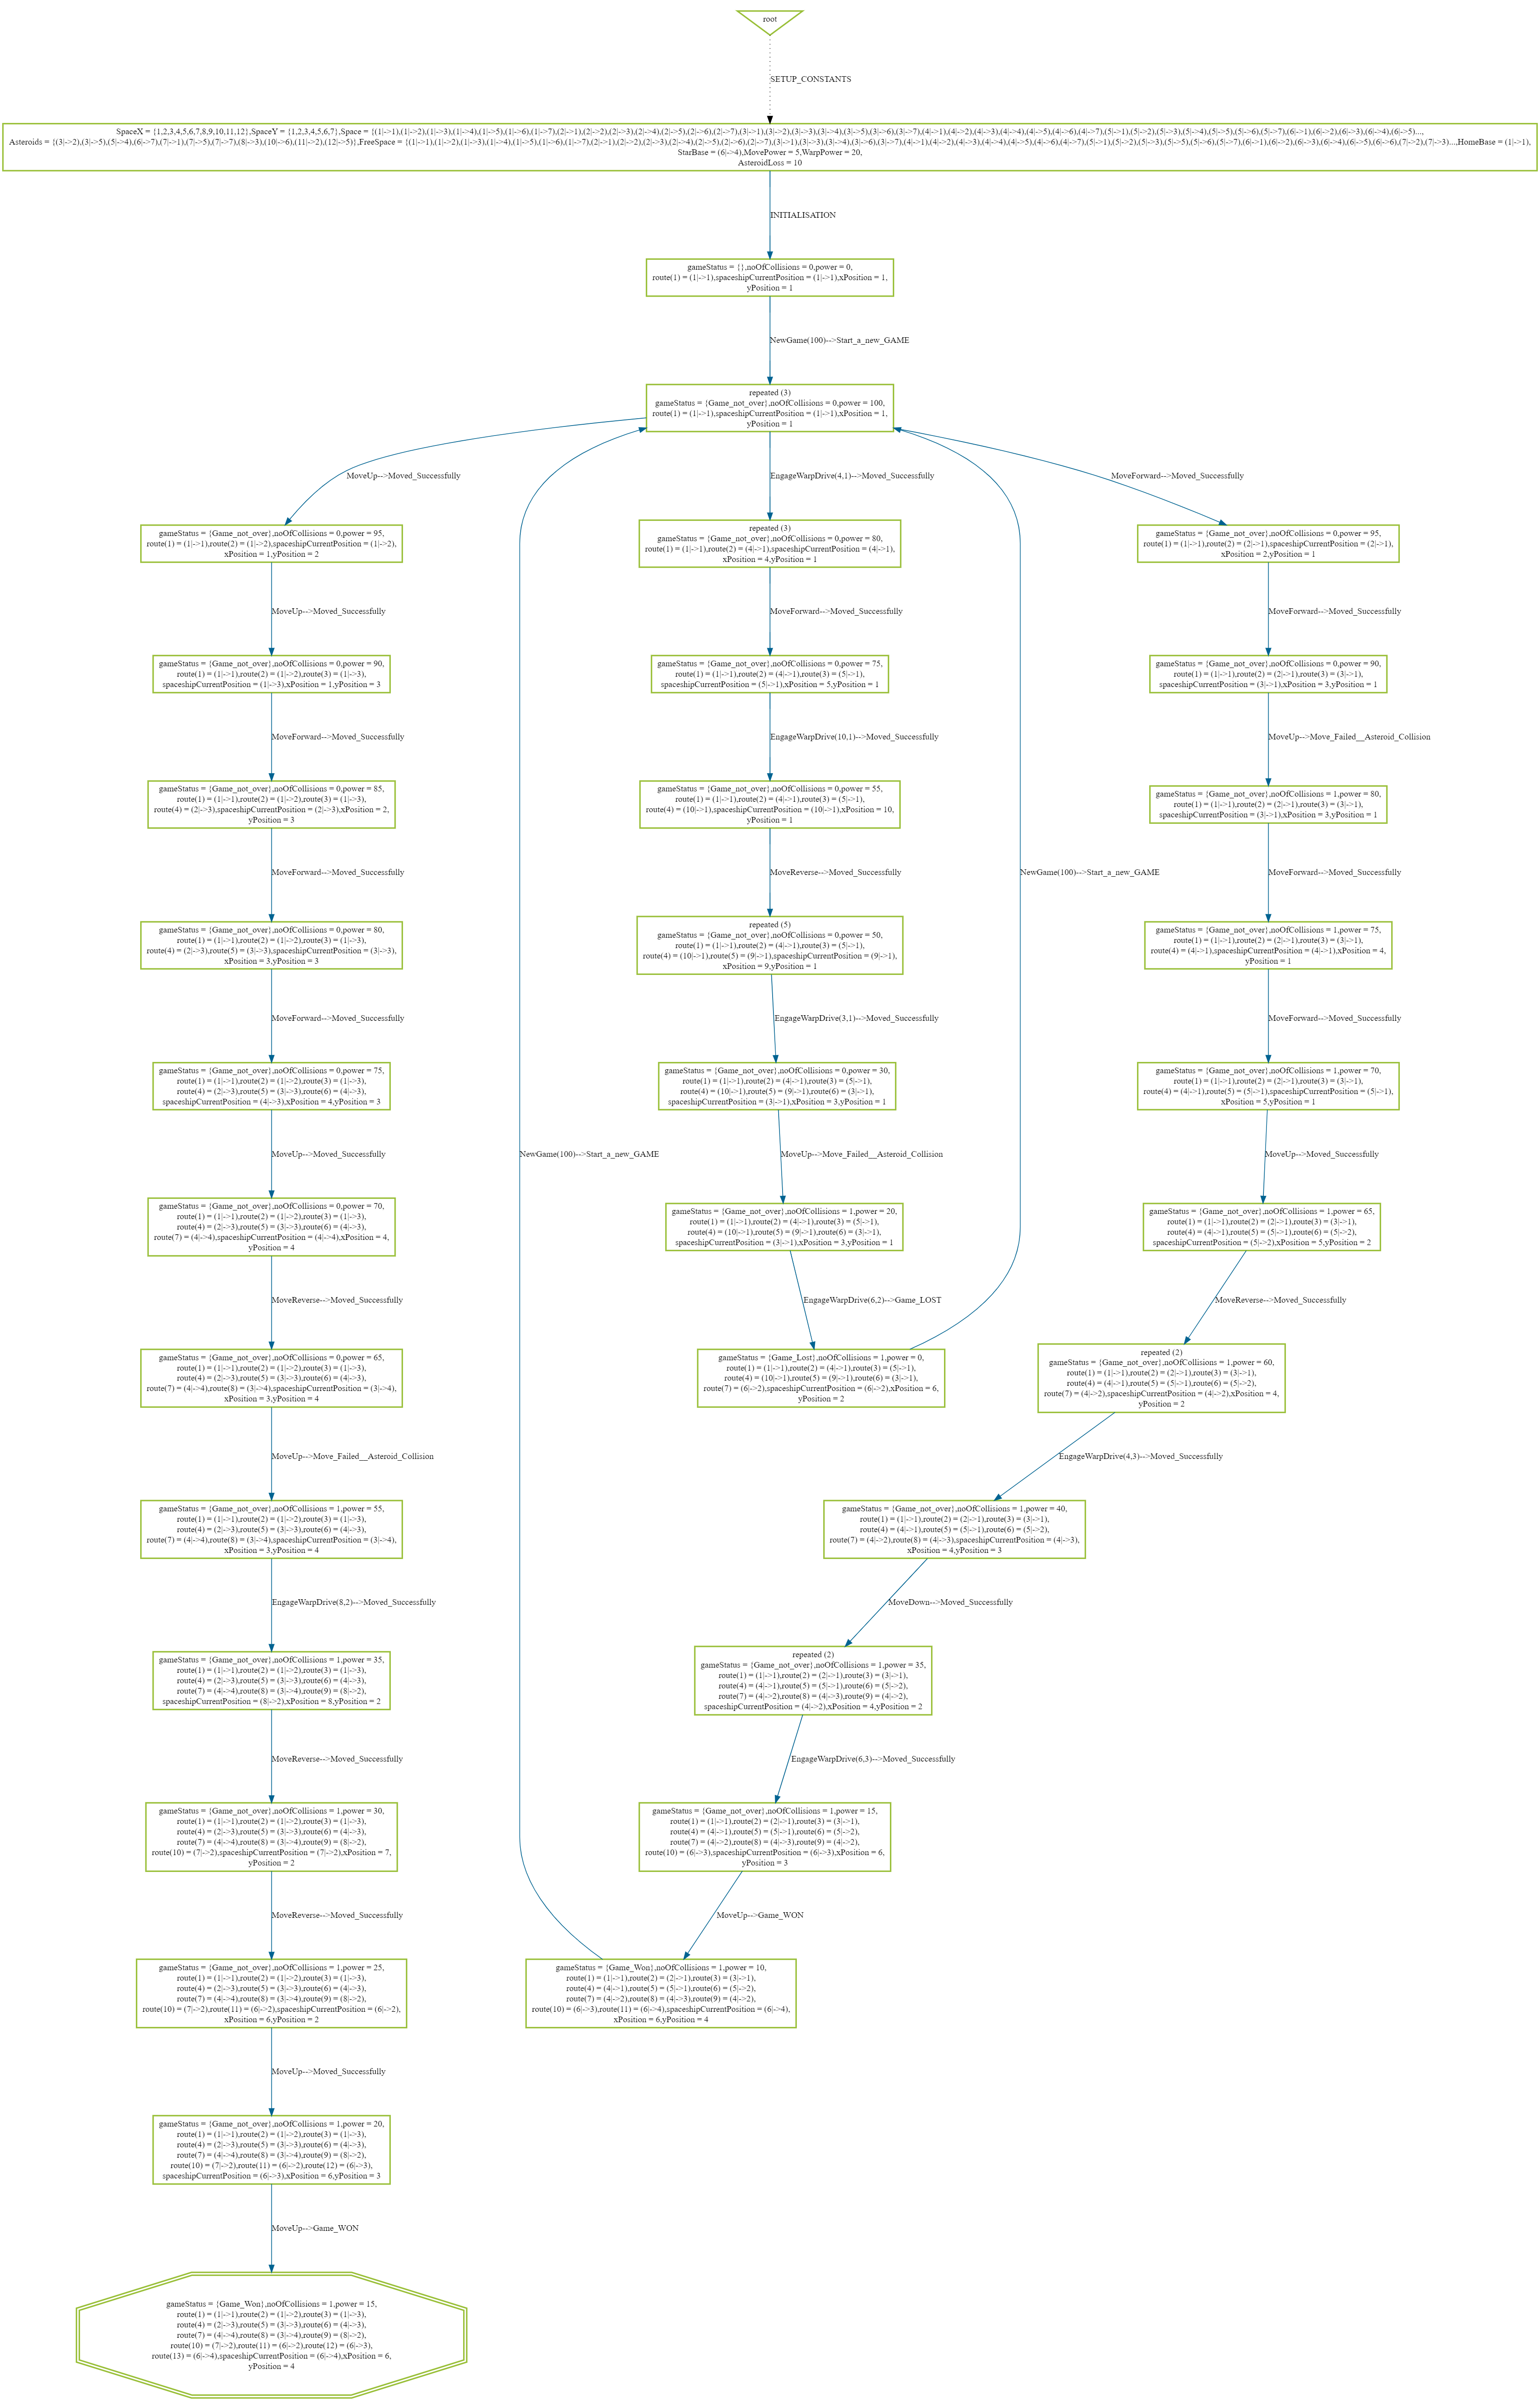 root
SETUP_CONSTANTS
SpaceX = {1,2,3,4,5,6,7,8,9,10,11,12},SpaceY = {1,2,3,4,5,6,7},Space = {(1|->1),(1|->2),(1|->3),(1|->4),(1|->5),(1|->6),(1|->7),(2|->1),(2|->2),(2|->3),(2|->4),(2|->5),(2|->6),(2|->7),(3|->1),(3|->2),(3|->3),(3|->4),(3|->5),(3|->6),(3|->7),(4|->1),(4|->2),(4|->3),(4|->4),(4|->5),(4|->6),(4|->7),(5|->1),(5|->2),(5|->3),(5|->4),(5|->5),(5|->6),(5|->7),(6|->1),(6|->2),(6|->3),(6|->4),(6|->5)...,
Asteroids = {(3|->2),(3|->5),(5|->4),(6|->7),(7|->1),(7|->5),(7|->7),(8|->3),(10|->6),(11|->2),(12|->5)},FreeSpace = {(1|->1),(1|->2),(1|->3),(1|->4),(1|->5),(1|->6),(1|->7),(2|->1),(2|->2),(2|->3),(2|->4),(2|->5),(2|->6),(2|->7),(3|->1),(3|->3),(3|->4),(3|->6),(3|->7),(4|->1),(4|->2),(4|->3),(4|->4),(4|->5),(4|->6),(4|->7),(5|->1),(5|->2),(5|->3),(5|->5),(5|->6),(5|->7),(6|->1),(6|->2),(6|->3),(6|->4),(6|->5),(6|->6),(7|->2),(7|->3)...,HomeBase = (1|->1),
StarBase = (6|->4),MovePower = 5,WarpPower = 20,
AsteroidLoss = 10
INITIALISATION
gameStatus = {},noOfCollisions = 0,power = 0,
route(1) = (1|->1),spaceshipCurrentPosition = (1|->1),xPosition = 1,
yPosition = 1
NewGame(100)-->Start_a_new_GAME
repeated (3)
gameStatus = {Game_not_over},noOfCollisions = 0,power = 100,
route(1) = (1|->1),spaceshipCurrentPosition = (1|->1),xPosition = 1,
yPosition = 1
MoveUp-->Moved_Successfully
gameStatus = {Game_not_over},noOfCollisions = 0,power = 95,
route(1) = (1|->1),route(2) = (1|->2),spaceshipCurrentPosition = (1|->2),
xPosition = 1,yPosition = 2
MoveUp-->Moved_Successfully
gameStatus = {Game_not_over},noOfCollisions = 0,power = 90,
route(1) = (1|->1),route(2) = (1|->2),route(3) = (1|->3),
spaceshipCurrentPosition = (1|->3),xPosition = 1,yPosition = 3
MoveForward-->Moved_Successfully
gameStatus = {Game_not_over},noOfCollisions = 0,power = 85,
route(1) = (1|->1),route(2) = (1|->2),route(3) = (1|->3),
route(4) = (2|->3),spaceshipCurrentPosition = (2|->3),xPosition = 2,
yPosition = 3
MoveForward-->Moved_Successfully
gameStatus = {Game_not_over},noOfCollisions = 0,power = 80,
route(1) = (1|->1),route(2) = (1|->2),route(3) = (1|->3),
route(4) = (2|->3),route(5) = (3|->3),spaceshipCurrentPosition = (3|->3),
xPosition = 3,yPosition = 3
MoveForward-->Moved_Successfully
gameStatus = {Game_not_over},noOfCollisions = 0,power = 75,
route(1) = (1|->1),route(2) = (1|->2),route(3) = (1|->3),
route(4) = (2|->3),route(5) = (3|->3),route(6) = (4|->3),
spaceshipCurrentPosition = (4|->3),xPosition = 4,yPosition = 3
MoveUp-->Moved_Successfully
gameStatus = {Game_not_over},noOfCollisions = 0,power = 70,
route(1) = (1|->1),route(2) = (1|->2),route(3) = (1|->3),
route(4) = (2|->3),route(5) = (3|->3),route(6) = (4|->3),
route(7) = (4|->4),spaceshipCurrentPosition = (4|->4),xPosition = 4,
yPosition = 4
MoveReverse-->Moved_Successfully
gameStatus = {Game_not_over},noOfCollisions = 0,power = 65,
route(1) = (1|->1),route(2) = (1|->2),route(3) = (1|->3),
route(4) = (2|->3),route(5) = (3|->3),route(6) = (4|->3),
route(7) = (4|->4),route(8) = (3|->4),spaceshipCurrentPosition = (3|->4),
xPosition = 3,yPosition = 4
MoveUp-->Move_Failed__Asteroid_Collision
gameStatus = {Game_not_over},noOfCollisions = 1,power = 55,
route(1) = (1|->1),route(2) = (1|->2),route(3) = (1|->3),
route(4) = (2|->3),route(5) = (3|->3),route(6) = (4|->3),
route(7) = (4|->4),route(8) = (3|->4),spaceshipCurrentPosition = (3|->4),
xPosition = 3,yPosition = 4
EngageWarpDrive(8,2)-->Moved_Successfully
gameStatus = {Game_not_over},noOfCollisions = 1,power = 35,
route(1) = (1|->1),route(2) = (1|->2),route(3) = (1|->3),
route(4) = (2|->3),route(5) = (3|->3),route(6) = (4|->3),
route(7) = (4|->4),route(8) = (3|->4),route(9) = (8|->2),
spaceshipCurrentPosition = (8|->2),xPosition = 8,yPosition = 2
MoveReverse-->Moved_Successfully
gameStatus = {Game_not_over},noOfCollisions = 1,power = 30,
route(1) = (1|->1),route(2) = (1|->2),route(3) = (1|->3),
route(4) = (2|->3),route(5) = (3|->3),route(6) = (4|->3),
route(7) = (4|->4),route(8) = (3|->4),route(9) = (8|->2),
route(10) = (7|->2),spaceshipCurrentPosition = (7|->2),xPosition = 7,
yPosition = 2
MoveReverse-->Moved_Successfully
gameStatus = {Game_not_over},noOfCollisions = 1,power = 25,
route(1) = (1|->1),route(2) = (1|->2),route(3) = (1|->3),
route(4) = (2|->3),route(5) = (3|->3),route(6) = (4|->3),
route(7) = (4|->4),route(8) = (3|->4),route(9) = (8|->2),
route(10) = (7|->2),route(11) = (6|->2),spaceshipCurrentPosition = (6|->2),
xPosition = 6,yPosition = 2
MoveUp-->Moved_Successfully
gameStatus = {Game_not_over},noOfCollisions = 1,power = 20,
route(1) = (1|->1),route(2) = (1|->2),route(3) = (1|->3),
route(4) = (2|->3),route(5) = (3|->3),route(6) = (4|->3),
route(7) = (4|->4),route(8) = (3|->4),route(9) = (8|->2),
route(10) = (7|->2),route(11) = (6|->2),route(12) = (6|->3),
spaceshipCurrentPosition = (6|->3),xPosition = 6,yPosition = 3
MoveUp-->Game_WON
gameStatus = {Game_Won},noOfCollisions = 1,power = 15,
route(1) = (1|->1),route(2) = (1|->2),route(3) = (1|->3),
route(4) = (2|->3),route(5) = (3|->3),route(6) = (4|->3),
route(7) = (4|->4),route(8) = (3|->4),route(9) = (8|->2),
route(10) = (7|->2),route(11) = (6|->2),route(12) = (6|->3),
route(13) = (6|->4),spaceshipCurrentPosition = (6|->4),xPosition = 6,
yPosition = 4
EngageWarpDrive(4,1)-->Moved_Successfully
repeated (3)
gameStatus = {Game_not_over},noOfCollisions = 0,power = 80,
route(1) = (1|->1),route(2) = (4|->1),spaceshipCurrentPosition = (4|->1),
xPosition = 4,yPosition = 1
MoveForward-->Moved_Successfully
gameStatus = {Game_not_over},noOfCollisions = 0,power = 75,
route(1) = (1|->1),route(2) = (4|->1),route(3) = (5|->1),
spaceshipCurrentPosition = (5|->1),xPosition = 5,yPosition = 1
EngageWarpDrive(10,1)-->Moved_Successfully
gameStatus = {Game_not_over},noOfCollisions = 0,power = 55,
route(1) = (1|->1),route(2) = (4|->1),route(3) = (5|->1),
route(4) = (10|->1),spaceshipCurrentPosition = (10|->1),xPosition = 10,
yPosition = 1
MoveReverse-->Moved_Successfully
repeated (5)
gameStatus = {Game_not_over},noOfCollisions = 0,power = 50,
route(1) = (1|->1),route(2) = (4|->1),route(3) = (5|->1),
route(4) = (10|->1),route(5) = (9|->1),spaceshipCurrentPosition = (9|->1),
xPosition = 9,yPosition = 1
EngageWarpDrive(3,1)-->Moved_Successfully
gameStatus = {Game_not_over},noOfCollisions = 0,power = 30,
route(1) = (1|->1),route(2) = (4|->1),route(3) = (5|->1),
route(4) = (10|->1),route(5) = (9|->1),route(6) = (3|->1),
spaceshipCurrentPosition = (3|->1),xPosition = 3,yPosition = 1
MoveUp-->Move_Failed__Asteroid_Collision
gameStatus = {Game_not_over},noOfCollisions = 1,power = 20,
route(1) = (1|->1),route(2) = (4|->1),route(3) = (5|->1),
route(4) = (10|->1),route(5) = (9|->1),route(6) = (3|->1),
spaceshipCurrentPosition = (3|->1),xPosition = 3,yPosition = 1
EngageWarpDrive(6,2)-->Game_LOST
gameStatus = {Game_Lost},noOfCollisions = 1,power = 0,
route(1) = (1|->1),route(2) = (4|->1),route(3) = (5|->1),
route(4) = (10|->1),route(5) = (9|->1),route(6) = (3|->1),
route(7) = (6|->2),spaceshipCurrentPosition = (6|->2),xPosition = 6,
yPosition = 2
NewGame(100)-->Start_a_new_GAME
MoveForward-->Moved_Successfully
gameStatus = {Game_not_over},noOfCollisions = 0,power = 95,
route(1) = (1|->1),route(2) = (2|->1),spaceshipCurrentPosition = (2|->1),
xPosition = 2,yPosition = 1
MoveForward-->Moved_Successfully
gameStatus = {Game_not_over},noOfCollisions = 0,power = 90,
route(1) = (1|->1),route(2) = (2|->1),route(3) = (3|->1),
spaceshipCurrentPosition = (3|->1),xPosition = 3,yPosition = 1
MoveUp-->Move_Failed__Asteroid_Collision
gameStatus = {Game_not_over},noOfCollisions = 1,power = 80,
route(1) = (1|->1),route(2) = (2|->1),route(3) = (3|->1),
spaceshipCurrentPosition = (3|->1),xPosition = 3,yPosition = 1
MoveForward-->Moved_Successfully
gameStatus = {Game_not_over},noOfCollisions = 1,power = 75,
route(1) = (1|->1),route(2) = (2|->1),route(3) = (3|->1),
route(4) = (4|->1),spaceshipCurrentPosition = (4|->1),xPosition = 4,
yPosition = 1
MoveForward-->Moved_Successfully
gameStatus = {Game_not_over},noOfCollisions = 1,power = 70,
route(1) = (1|->1),route(2) = (2|->1),route(3) = (3|->1),
route(4) = (4|->1),route(5) = (5|->1),spaceshipCurrentPosition = (5|->1),
xPosition = 5,yPosition = 1
MoveUp-->Moved_Successfully
gameStatus = {Game_not_over},noOfCollisions = 1,power = 65,
route(1) = (1|->1),route(2) = (2|->1),route(3) = (3|->1),
route(4) = (4|->1),route(5) = (5|->1),route(6) = (5|->2),
spaceshipCurrentPosition = (5|->2),xPosition = 5,yPosition = 2
MoveReverse-->Moved_Successfully
repeated (2)
gameStatus = {Game_not_over},noOfCollisions = 1,power = 60,
route(1) = (1|->1),route(2) = (2|->1),route(3) = (3|->1),
route(4) = (4|->1),route(5) = (5|->1),route(6) = (5|->2),
route(7) = (4|->2),spaceshipCurrentPosition = (4|->2),xPosition = 4,
yPosition = 2
EngageWarpDrive(4,3)-->Moved_Successfully
gameStatus = {Game_not_over},noOfCollisions = 1,power = 40,
route(1) = (1|->1),route(2) = (2|->1),route(3) = (3|->1),
route(4) = (4|->1),route(5) = (5|->1),route(6) = (5|->2),
route(7) = (4|->2),route(8) = (4|->3),spaceshipCurrentPosition = (4|->3),
xPosition = 4,yPosition = 3
MoveDown-->Moved_Successfully
repeated (2)
gameStatus = {Game_not_over},noOfCollisions = 1,power = 35,
route(1) = (1|->1),route(2) = (2|->1),route(3) = (3|->1),
route(4) = (4|->1),route(5) = (5|->1),route(6) = (5|->2),
route(7) = (4|->2),route(8) = (4|->3),route(9) = (4|->2),
spaceshipCurrentPosition = (4|->2),xPosition = 4,yPosition = 2
EngageWarpDrive(6,3)-->Moved_Successfully
gameStatus = {Game_not_over},noOfCollisions = 1,power = 15,
route(1) = (1|->1),route(2) = (2|->1),route(3) = (3|->1),
route(4) = (4|->1),route(5) = (5|->1),route(6) = (5|->2),
route(7) = (4|->2),route(8) = (4|->3),route(9) = (4|->2),
route(10) = (6|->3),spaceshipCurrentPosition = (6|->3),xPosition = 6,
yPosition = 3
MoveUp-->Game_WON
gameStatus = {Game_Won},noOfCollisions = 1,power = 10,
route(1) = (1|->1),route(2) = (2|->1),route(3) = (3|->1),
route(4) = (4|->1),route(5) = (5|->1),route(6) = (5|->2),
route(7) = (4|->2),route(8) = (4|->3),route(9) = (4|->2),
route(10) = (6|->3),route(11) = (6|->4),spaceshipCurrentPosition = (6|->4),
xPosition = 6,yPosition = 4
NewGame(100)-->Start_a_new_GAME